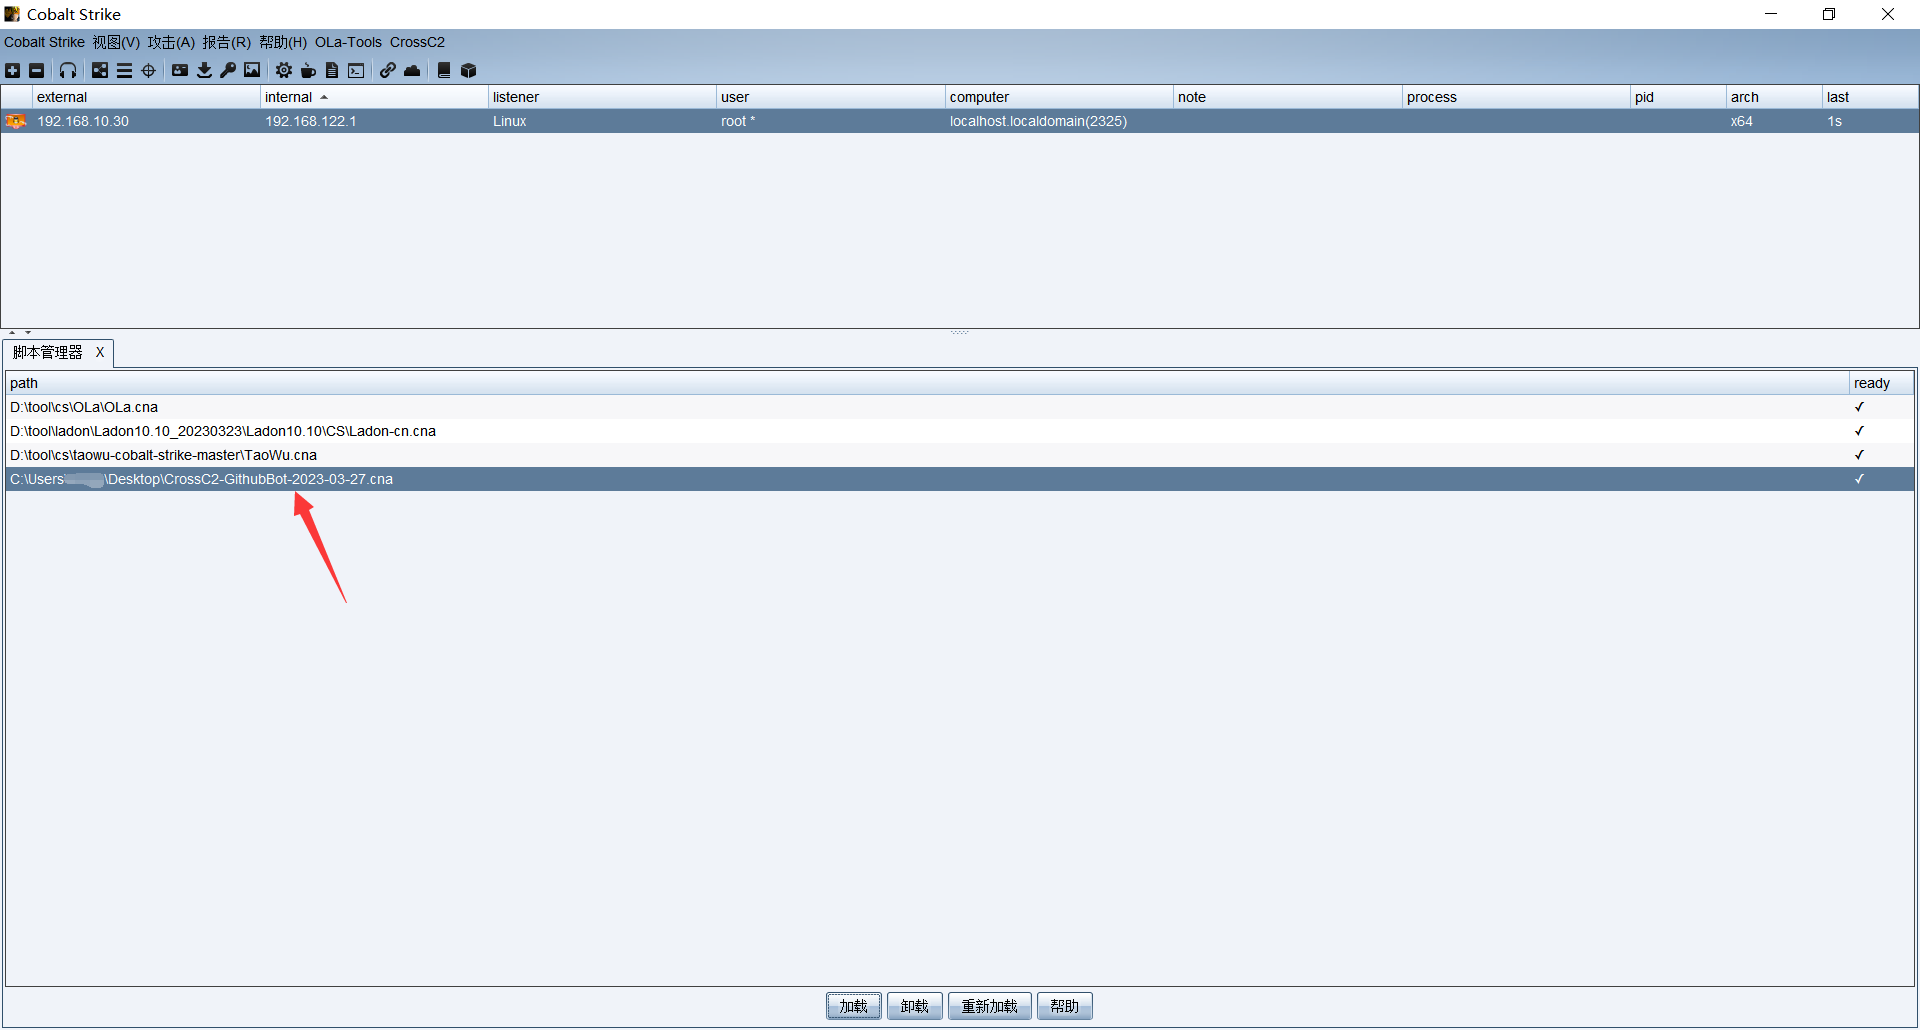 Cobalt Strike
Cobalt Strike 视图(V) 攻击(A) 报告(R) 帮助(H) OLa-Tools CrossC2
external internal listener user computer note process pid arch last
192.168.10.30 192.168.122.1 Linux root * localhost.localdomain(2325) x64 1s
脚本管理器 X
path ready
D:\tool\cs\OLa\OLa.cna ✓
D:\tool\ladon\Ladon10.10_20230323\Ladon10.10\CS\Ladon-cn.cna ✓
D:\tool\cs\taowu-cobalt-strike-master\TaoWu.cna ✓
C:\Users\ \Desktop\CrossC2-GithubBot-2023-03-27.cna ✓
加载 卸载 重新加载 帮助